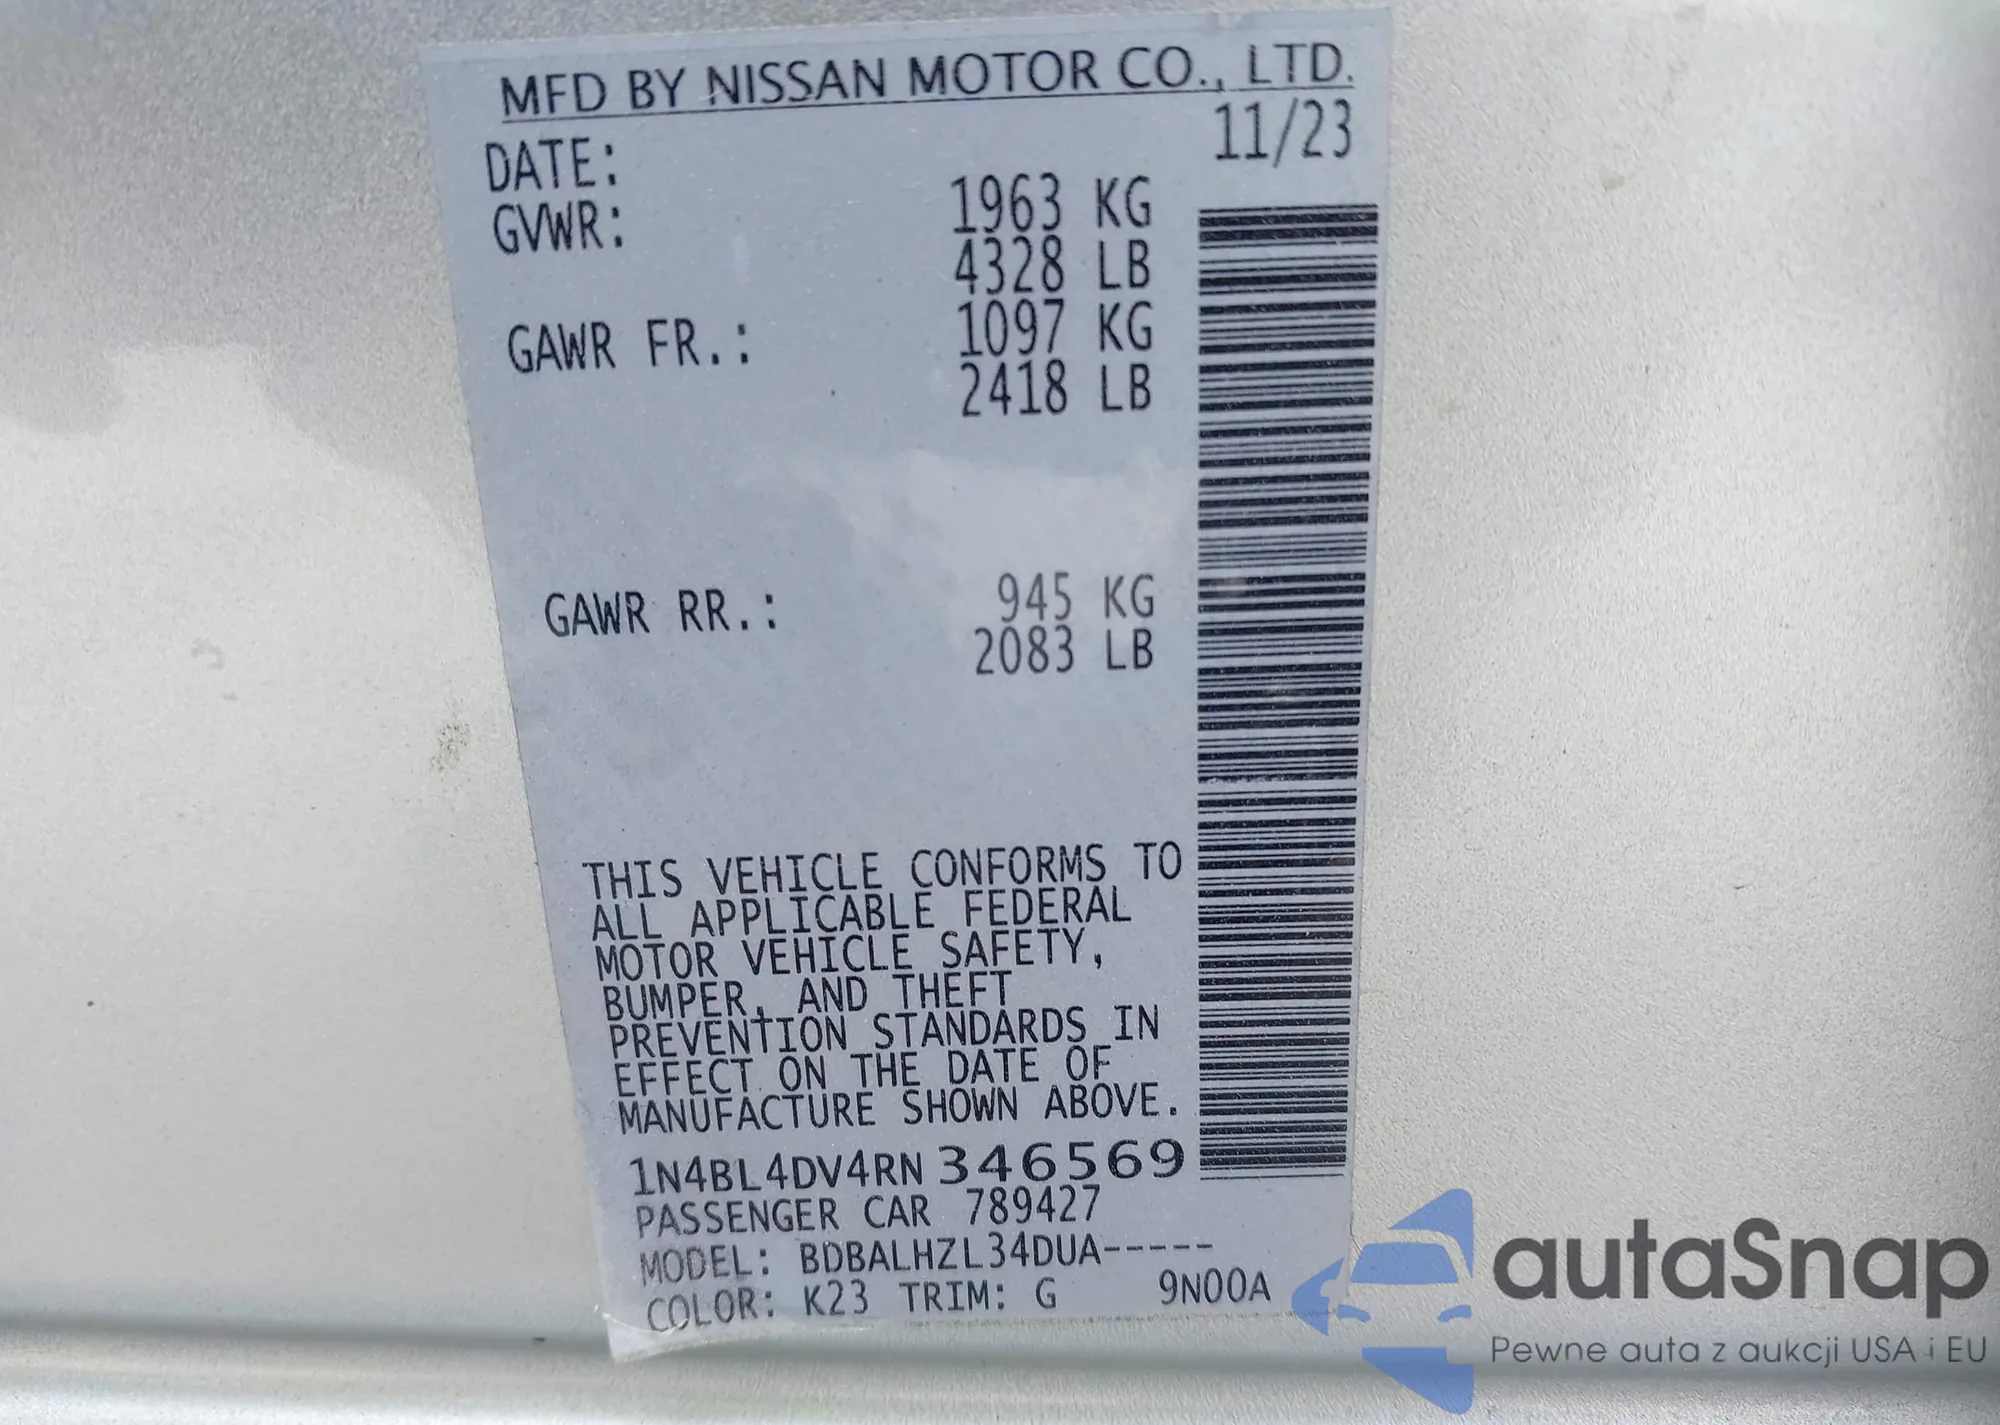 MFD BY NISSAN MOTOR CO., LTD.
DATE: 11/23
GVWR: 1963 KG
4328 LB
GAWR FR.: 1097 KG
2418 LB
GAWR RR.: 945 KG
2083 LB
THIS VEHICLE CONFORMS TO
ALL APPLICABLE FEDERAL
MOTOR VEHICLE SAFETY,
BUMPER, AND THEFT
PREVENTION STANDARDS IN
EFFECT ON THE DATE OF
MANUFACTURE SHOWN ABOVE.
1N4BL4DV4RN346569
PASSENGER CAR 789427
MODEL: BDBALHZL34DUA-----
COLOR: K23 TRIM: G 9N00A
autaSnap
Pewne auta z aukcji USA i EU